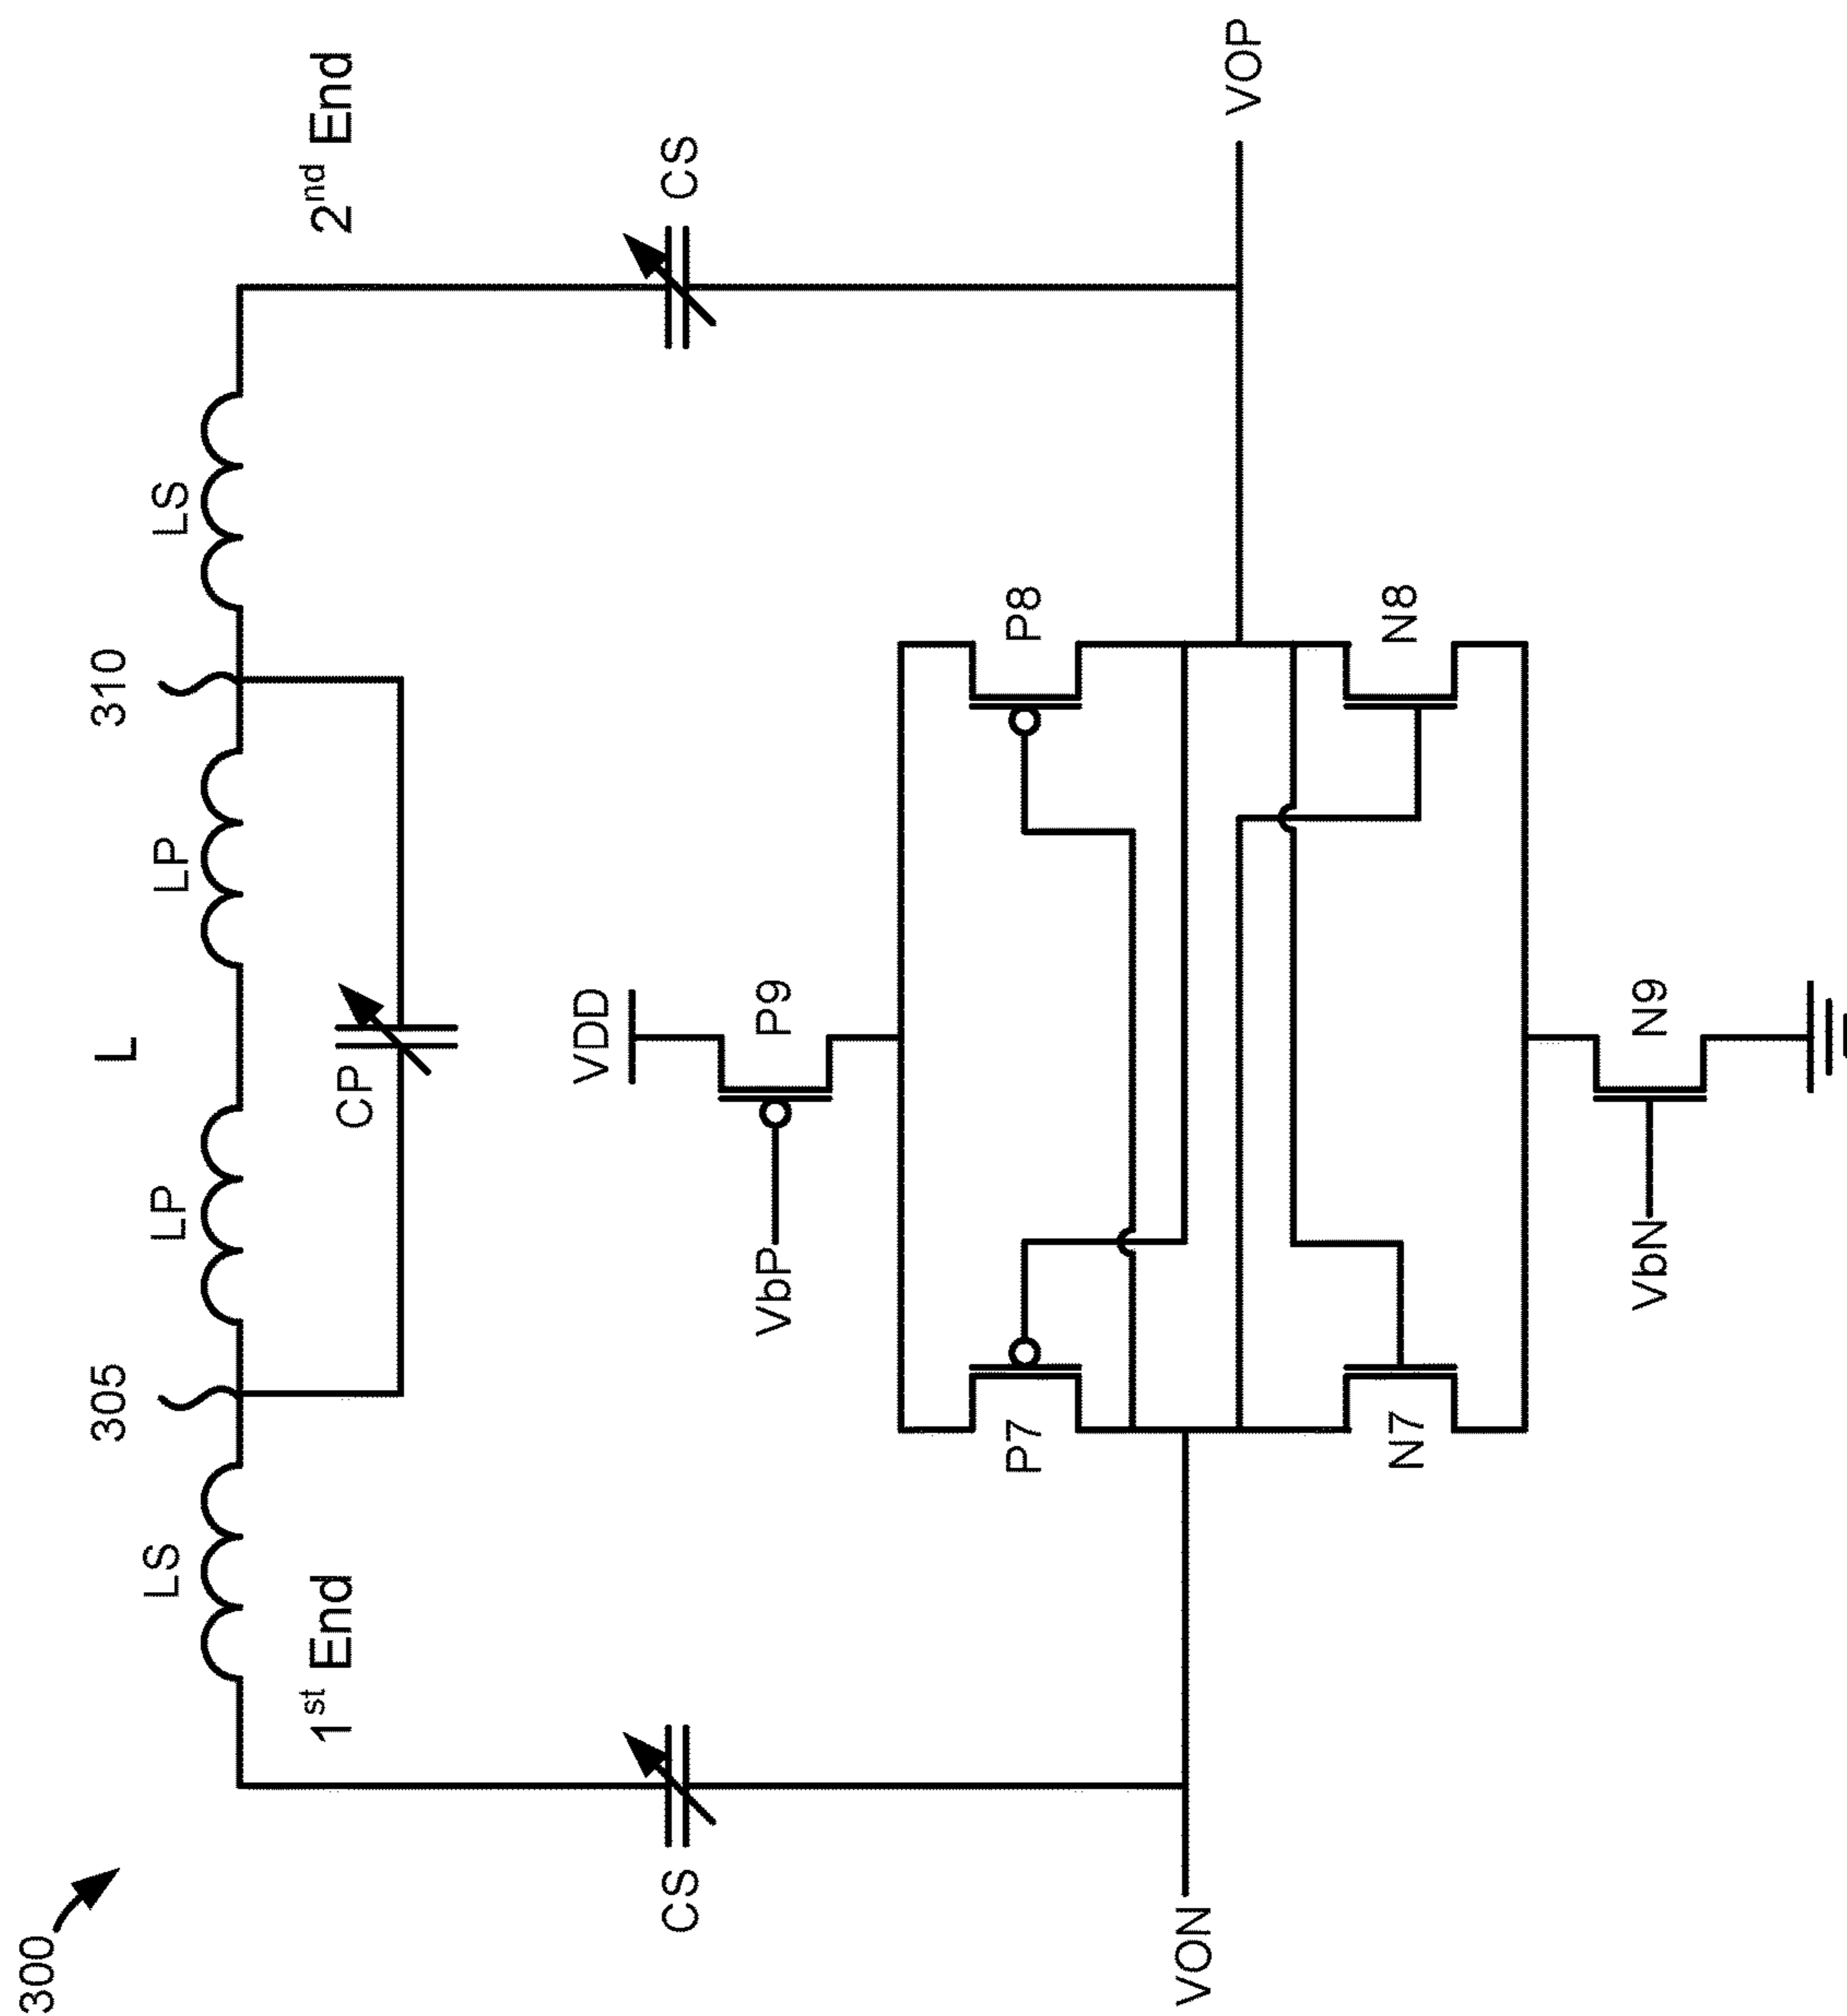 300
305
L
310
LS
LP
LP
LS
1st End
CP
2nd End
CS
CS
VDD
VbP
P9
P7
P8
VON
VOP
N7
N8
VbN
N9